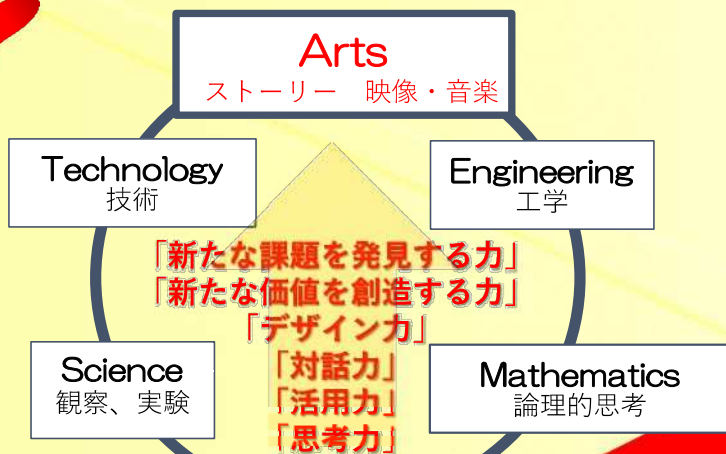 Arts
ストーリー　映像・音楽
Technology
技術
Engineering
工学
「新たな課題を発見する力」
「新たな価値を創造する力」
「デザイン力」
「対話力」
「活用力」
「思考力」
Science
観察、実験
Mathematics
論理的思考